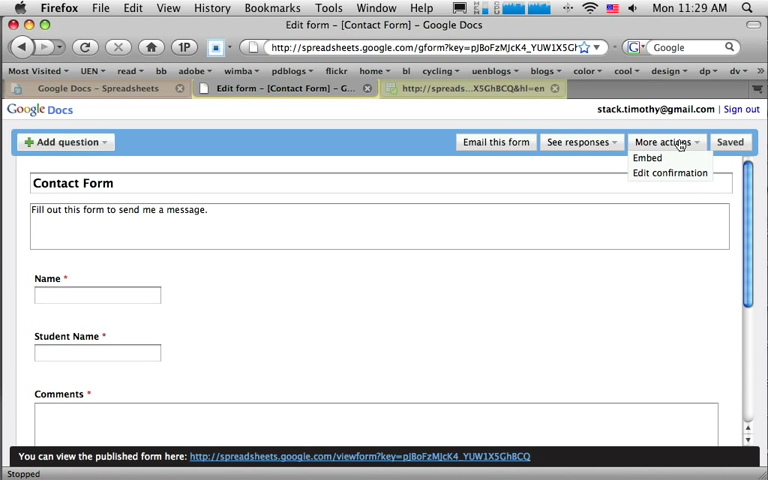 Firefox File Edit View History Bookmarks Tools Window Help Mon 11:29 AM
Edit form - [Contact Form] - Google Docs
1P http://spreadsheets.google.com/gform?key=pJBoFzMJcK4_YUW1X5Gh Google
Most Visited UEN read bb adobe wimba pdblogs flickr home bl cycling uenblogs blogs color cool design dp dv »
Google Docs - Spreadsheets Edit form - [Contact Form] - G... http://spreads...X5GhBCQ&hl=en
Google Docs stack.timothy@gmail.com | Sign out
Add question Email this form See responses More actions Saved
Embed
Edit confirmation
Contact Form
Fill out this form to send me a message.
Name *
Student Name *
Comments *
You can view the published form here: http://spreadsheets.google.com/viewform?key=pJBoFzMJcK4_YUW1X5GhBCQ
Stopped